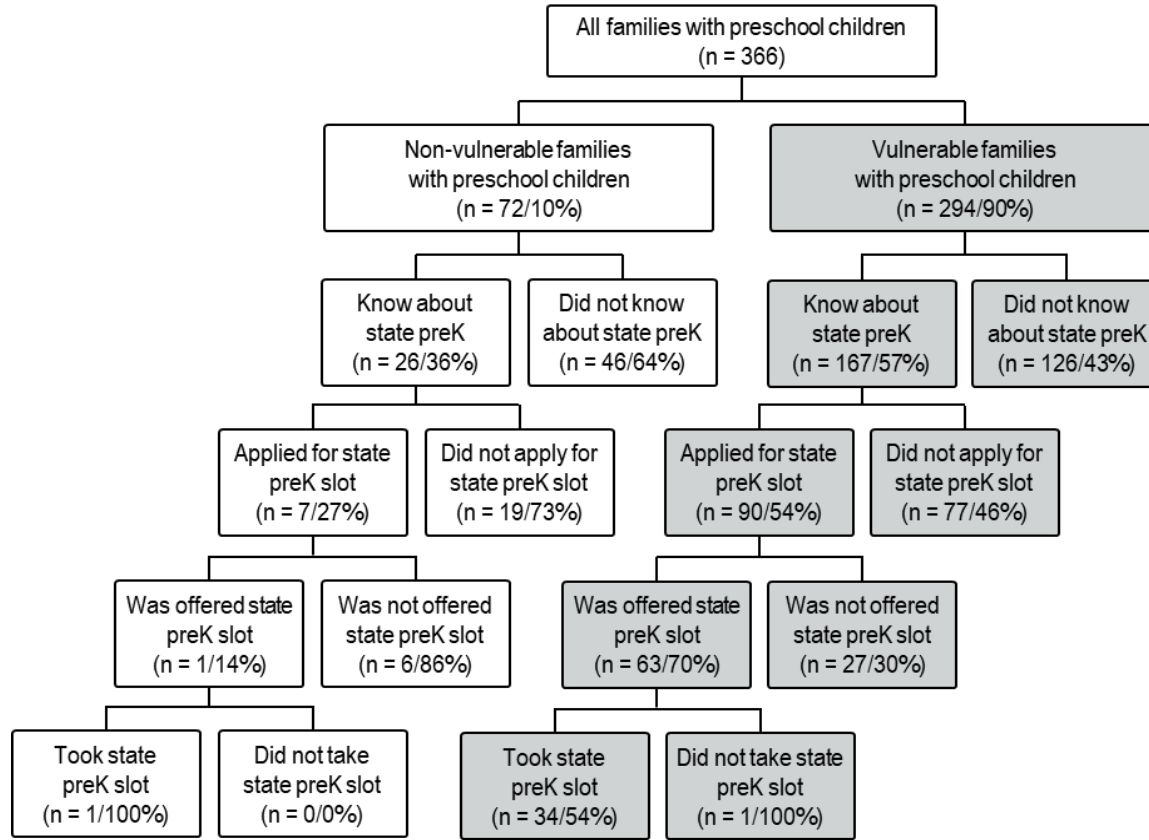 All families with preschool children
(n = 366)
Non-vulnerable families
with preschool children
(n = 72/10%)
Vulnerable families
with preschool children
(n = 294/90%)
Know about
state preK
(n = 26/36%)
Did not know
about state preK
(n = 46/64%)
Know about
state preK
(n = 167/57%)
Did not know
about state preK
(n = 126/43%)
Applied for state
preK slot
(n = 7/27%)
Did not apply for
state preK slot
(n = 19/73%)
Applied for state
preK slot
(n = 90/54%)
Did not apply for
state preK slot
(n = 77/46%)
Was offered state
preK slot
(n = 1/14%)
Was not offered
state preK slot
(n = 6/86%)
Was offered state
preK slot
(n = 63/70%)
Was not offered
state preK slot
(n = 27/30%)
Took state
preK slot
(n = 1/100%)
Did not take
state preK slot
(n = 0/0%)
Took state
preK slot
(n = 34/54%)
Did not take state
preK slot
(n = 1/100%)